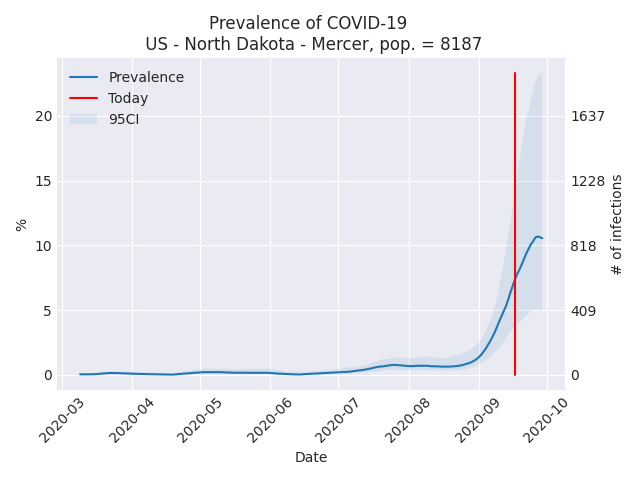 Prevalence of COVID-19
US - North Dakota - Mercer, pop. = 8187
Prevalence
Today
95CI
20
15
10
5
0
%
1637
1228
818
409
0
# of infections
2020-03
2020-04
2020-05
2020-06
2020-07
2020-08
2020-09
2020-10
Date